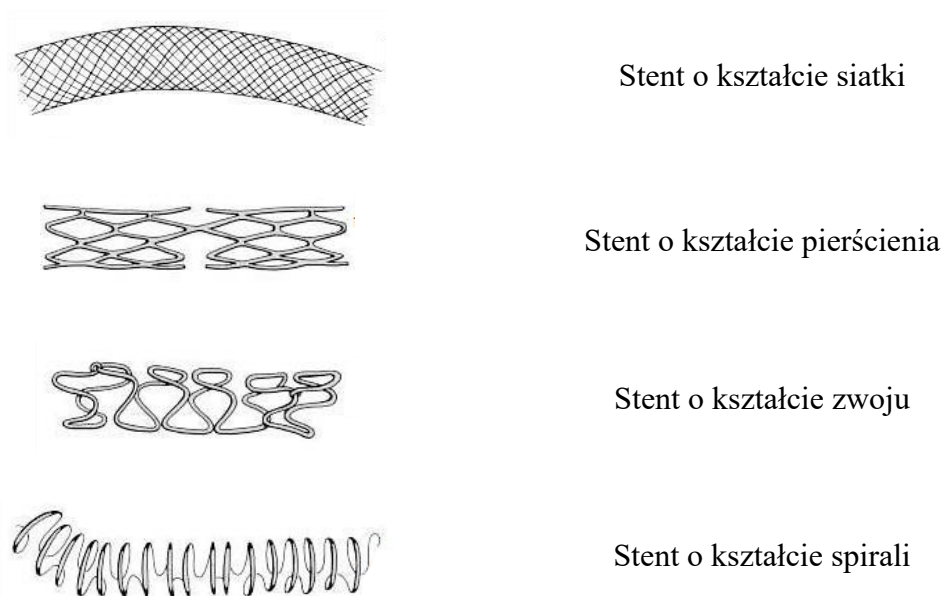 Stent o kształcie siatki
Stent o kształcie pierścienia
Stent o kształcie zwoju
Stent o kształcie spirali